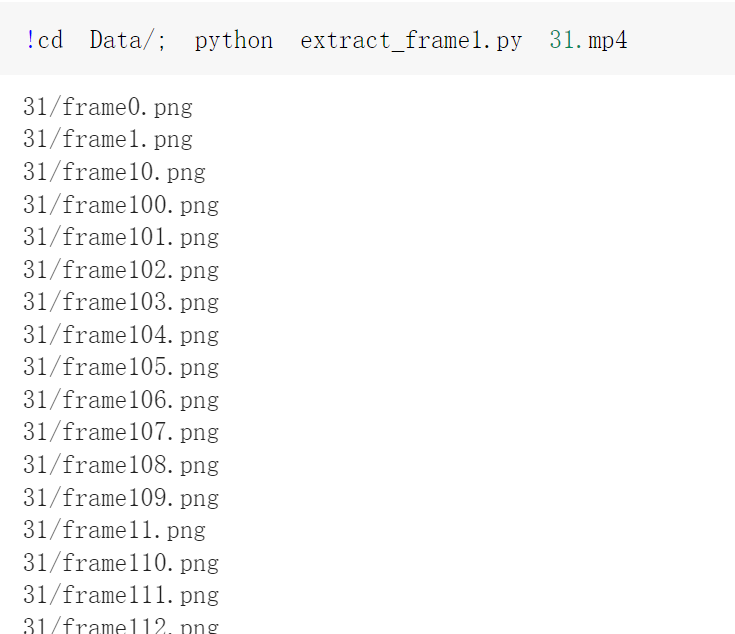 !cd Data/; python extract_frame1.py 31.mp4
31/frame0.png
31/frame1.png
31/frame10.png
31/frame100.png
31/frame101.png
31/frame102.png
31/frame103.png
31/frame104.png
31/frame105.png
31/frame106.png
31/frame107.png
31/frame108.png
31/frame109.png
31/frame11.png
31/frame110.png
31/frame111.png
31/frame112.png